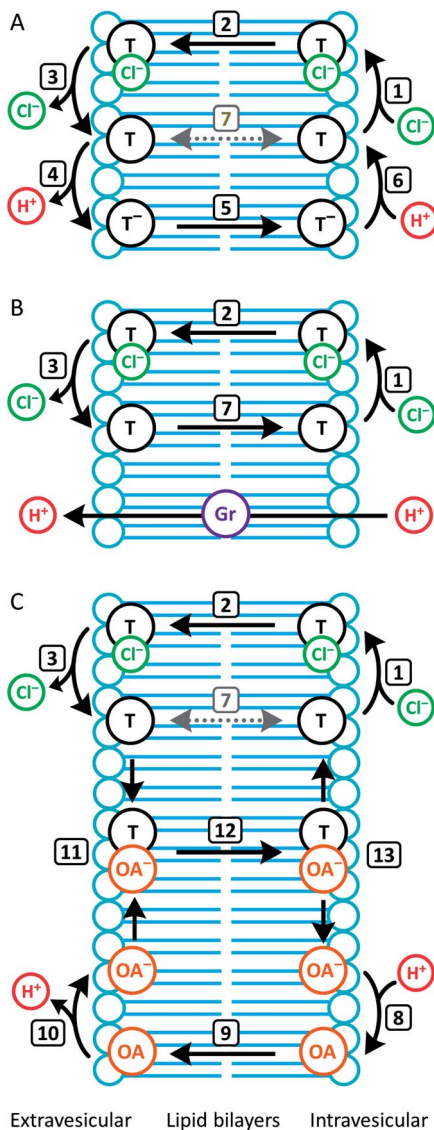 A
T
2
T
Cl⁻
Cl⁻
3
1
Cl⁻
Cl⁻
T
7
T
4
6
H⁺
H⁺
T⁻
5
T⁻
B
T
2
T
Cl⁻
Cl⁻
3
1
Cl⁻
Cl⁻
T
7
T
H⁺
Gr
H⁺
C
T
2
T
Cl⁻
Cl⁻
3
1
Cl⁻
Cl⁻
T
7
T
T
12
T
11
13
OA⁻
OA⁻
OA⁻
OA⁻
H⁺
H⁺
10
8
OA
9
OA
Extravesicular Lipid bilayers Intravesicular